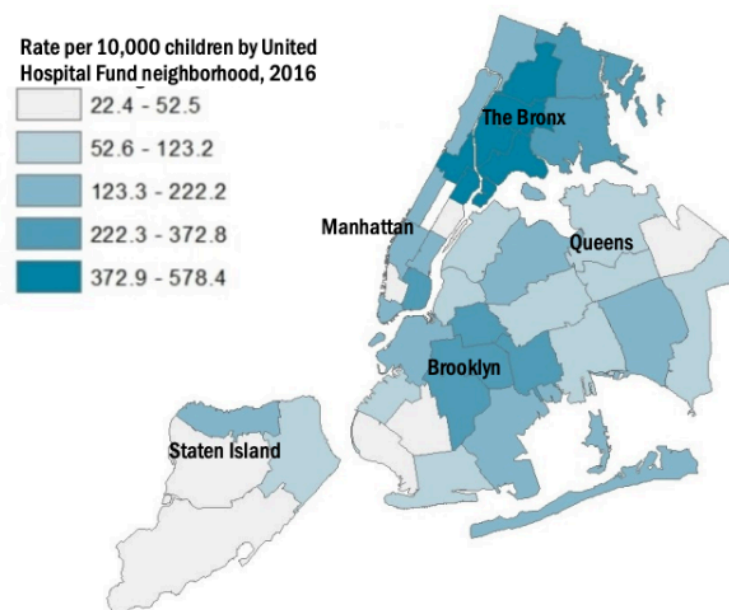 Rate per 10,000 children by United
Hospital Fund neighborhood, 2016
22.4 - 52.5
52.6 - 123.2
123.3 - 222.2
222.3 - 372.8
372.9 - 578.4
The Bronx
Manhattan
Queens
Brooklyn
Staten Island